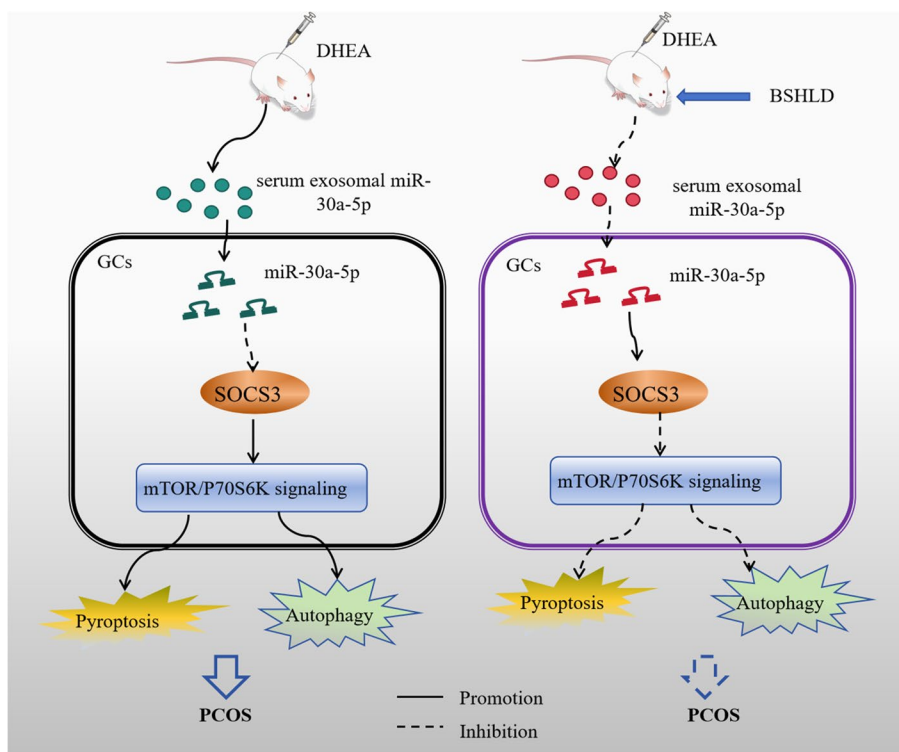 DHEA
serum exosomal miR-
30a-5p
GCs
miR-30a-5p
SOCS3
mTOR/P70S6K signaling
Pyroptosis
Autophagy
PCOS
DHEA
BSHLD
serum exosomal
miR-30a-5p
GCs
miR-30a-5p
SOCS3
mTOR/P70S6K signaling
Pyroptosis
Autophagy
PCOS
Promotion
Inhibition